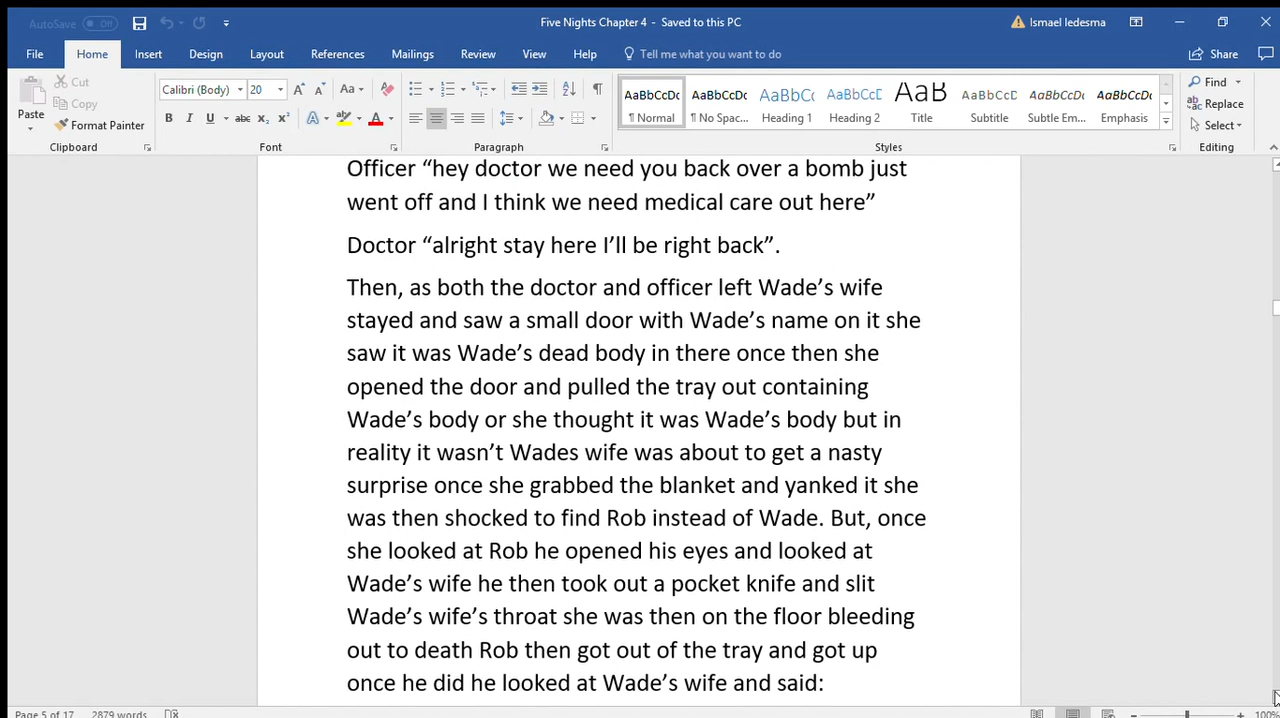 AutoSave Off Five Nights Chapter 4 - Saved to this PC Ismael ledesma
File Home Insert Design Layout References Mailings Review View Help Tell me what you want to do Share
Paste
Cut
Copy
Format Painter
Clipboard
Calibri (Body) 20
Font
Paragraph
AaBbCcDc AaBbCcDc AaBbCc AaBbCcD AaB AaBbCcD AaBbCcDc AaBbCcDc
¶ Normal ¶ No Spac... Heading 1 Heading 2 Title Subtitle Subtle Em... Emphasis
Styles
Find
Replace
Select
Editing
Officer “hey doctor we need you back over a bomb just
went off and I think we need medical care out here”
Doctor “alright stay here I’ll be right back”.
Then, as both the doctor and officer left Wade’s wife
stayed and saw a small door with Wade’s name on it she
saw it was Wade’s dead body in there once then she
opened the door and pulled the tray out containing
Wade’s body or she thought it was Wade’s body but in
reality it wasn’t Wades wife was about to get a nasty
surprise once she grabbed the blanket and yanked it she
was then shocked to find Rob instead of Wade. But, once
she looked at Rob he opened his eyes and looked at
Wade’s wife he then took out a pocket knife and slit
Wade’s wife’s throat she was then on the floor bleeding
out to death Rob then got out of the tray and got up
once he did he looked at Wade’s wife and said:
Page 5 of 17 2879 words 100%